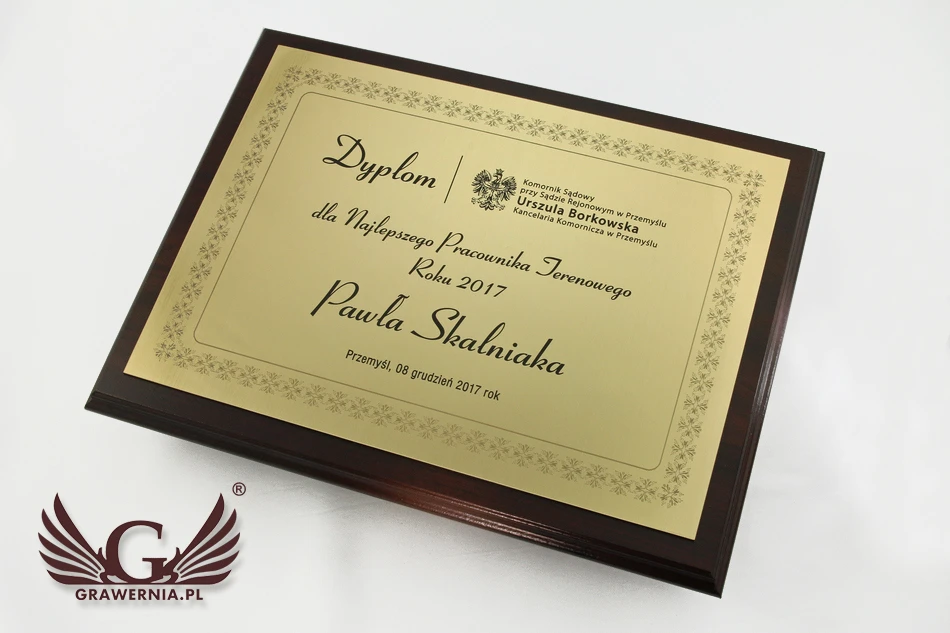 Dyplom
Komornik Sądowy
przy Sądzie Rejonowym w Przemyślu
Urszula Borkowska
Kancelaria Komornicza w Przemyślu
dla Najlepszego Pracownika Terenowego
Roku 2017
Pawła Skalniaka
Przemyśl, 08 grudzień 2017 rok
G
®
GRAWERNIA.PL